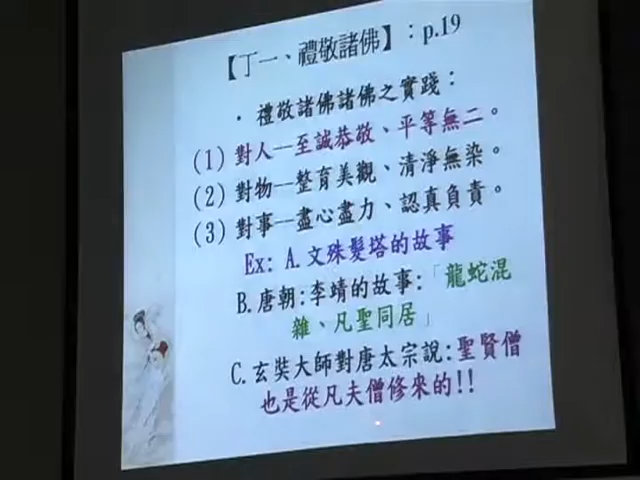 【丁一、禮敬諸佛】：p.19
· 禮敬諸佛諸佛之實踐：
(1) 對人—至誠恭敬、平等無二。
(2) 對物—整育美觀、清淨無染。
(3) 對事—盡心盡力、認真負責。
Ex: A.文殊髮塔的故事
B.唐朝:李靖的故事:「龍蛇混
雜、凡聖同居」
C.玄奘大師對唐太宗說:聖賢僧
也是從凡夫僧修來的!!